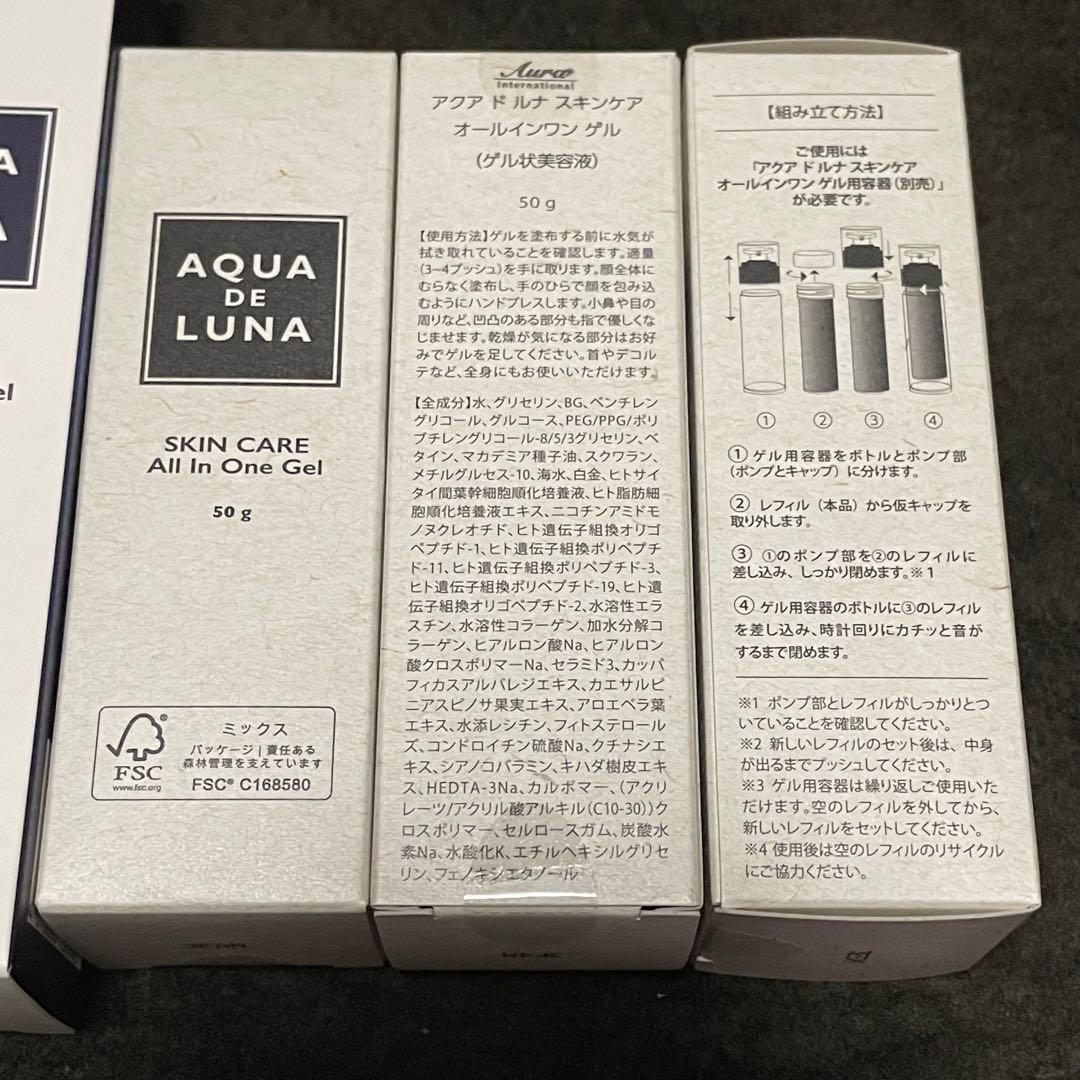 A
A
el
AQUA
DE
LUNA
SKIN CARE
All In One Gel
50 g
FSC
www.fsc.org
ミックス
パッケージ|責任ある
森林管理を支えています
FSC® C168580
Aura
International
アクア ド ルナ スキンケア
オールインワン ゲル
(ゲル状美容液)
50 g
【使用方法】ゲルを塗布する前に水気が
拭き取れていることを確認します。適量
(3~4プッシュ)を手に取ります。顔全体に
むらなく塗布し、手のひらで顔を包み込
むようにハンドプレスします。小鼻や目の
周りなど、凹凸のある部分も指で優しくな
じませます。乾燥が気になる部分はお好
みでゲルを足してください。首やデコル
テなど、全身にもお使いいただけます。
【全成分】水、グリセリン、BG、ペンチレン
グリコール、グルコース、PEG/PPG/ポリ
ブチレングリコール-8/5/3グリセリン、ベ
タイン、マカデミア種子油、スクワラン、
メチルグルセス-10、海水、白金、ヒトサイ
タイ間葉幹細胞順化培養液、ヒト脂肪細
胞順化培養液エキス、ニコチンアミドモ
ノヌクレオチド、ヒト遺伝子組換オリゴ
ペプチド-1、ヒト遺伝子組換ポリペプチ
ド-11、ヒト遺伝子組換ポリペプチド-3、
ヒト遺伝子組換ポリペプチド-19、ヒト遺
伝子組換オリゴペプチド-2、水溶性エラ
スチン、水溶性コラーゲン、加水分解コ
ラーゲン、ヒアルロン酸Na、ヒアルロン
酸クロスポリマーNa、セラミド3、カッパ
フィカスアルバレジエキス、カエサルピ
ニアスピノサ果実エキス、アロエベラ葉
エキス、水添レシチン、フィトステロール
ズ、コンドロイチン硫酸Na、クチナシエ
キス、シアノコバラミン、キハダ樹皮エキ
ス、HEDTA-3Na、カルボマー、(アクリ
レーツ/アクリル酸アルキル(C10-30))ク
ロスポリマー、セルロースガム、炭酸水
素Na、水酸化K、エチルヘキシルグリセ
リン、フェノキシエタノール
【組み立て方法】
ご使用には
「アクア ド ルナ スキンケア
オールインワン ゲル用容器(別売)」
が必要です。
① ② ③ ④
① ゲル用容器をボトルとポンプ部
(ポンプとキャップ)に分けます。
② レフィル(本品)から仮キャップを
取り外します。
③ ①のポンプ部を②のレフィルに
差し込み、しっかり閉めます。※1
④ ゲル用容器のボトルに③のレフィル
を差し込み、時計回りにカチッと音が
するまで閉めます。
※1 ポンプ部とレフィルがしっかりとつ
いていることを確認してください。
※2 新しいレフィルのセット後は、中身
が出るまでプッシュしてください。
※3 ゲル用容器は繰り返しご使用いた
だけます。空のレフィルを外してから、
新しいレフィルをセットしてください。
※4 使用後は空のレフィルのリサイクル
にご協力ください。